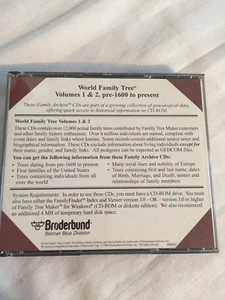 World Family Tree®
Volumes 1 & 2, pre-1600 to present
These Family Archive™ CDs are part of a growing collection of genealogical data,
offering quick access to historical information on CD-ROM
World Family Tree Volumes 1 & 2
These CDs contain over 12,000 actual family trees contributed by Family Tree Maker customers
and other family history enthusiasts. Over 6 million individuals are named, complete with
event dates and links where known. Some records contain additional source notes and
biographical information. These CDs exclude information about living individuals except for
their name, gender, and family links. All pedigrees can be exported as GEDCOM files.
You can get the following information from these Family Archive CDs:
• Trees dating from pre-1600 to present
• First families of the United States
• Trees containing individuals from all
over the world
• Many royal lines and nobility of Europe
• Trees containing first and last name, dates
of Birth, Marriage, and Death, names and
relationships of family members
System Requirements: In order to use these CDs, you must have a CD-ROM drive. You must
also have either the FamilyFinder™ Index and Viewer version 3.0 - OR - version 3.0 or higher
of Family Tree Maker™ for Windows® (CD-ROM or diskette edition). We also recommend
an additional 4 MB of temporary hard disk space.
Brøderbund
Banner Blue Division